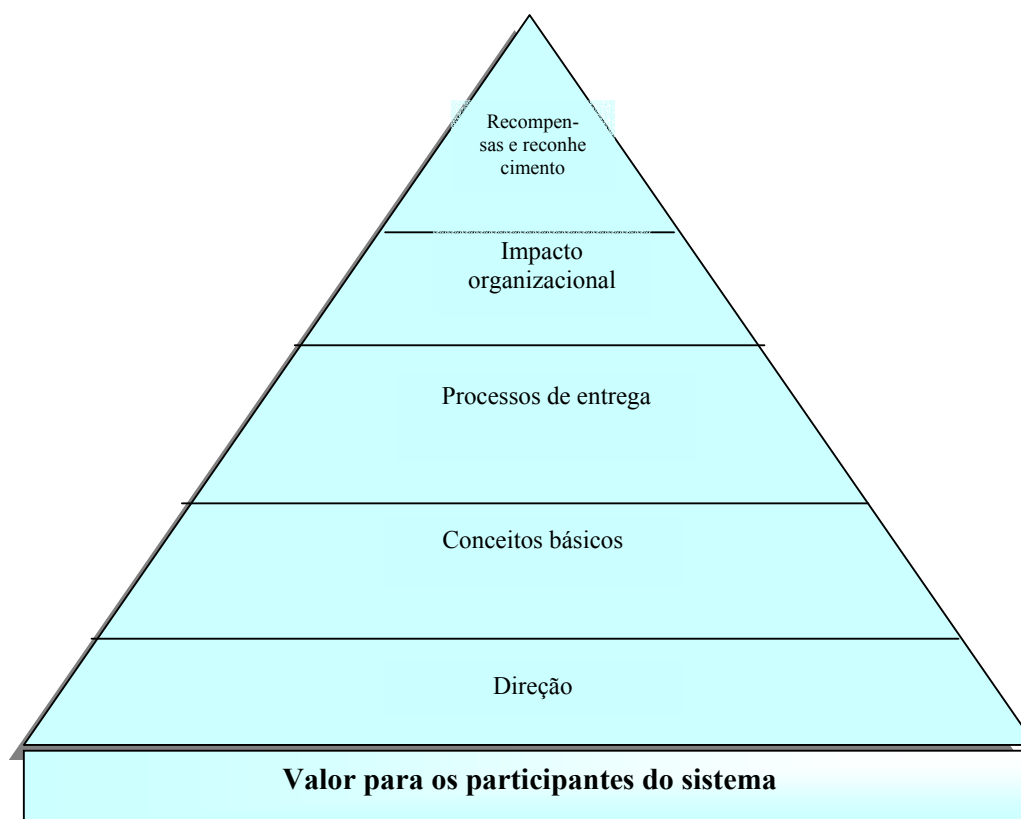 Recompen-
sas e reconhe
cimento
Impacto
organizacional
Processos de entrega
Conceitos básicos
Direção
Valor para os participantes do sistema